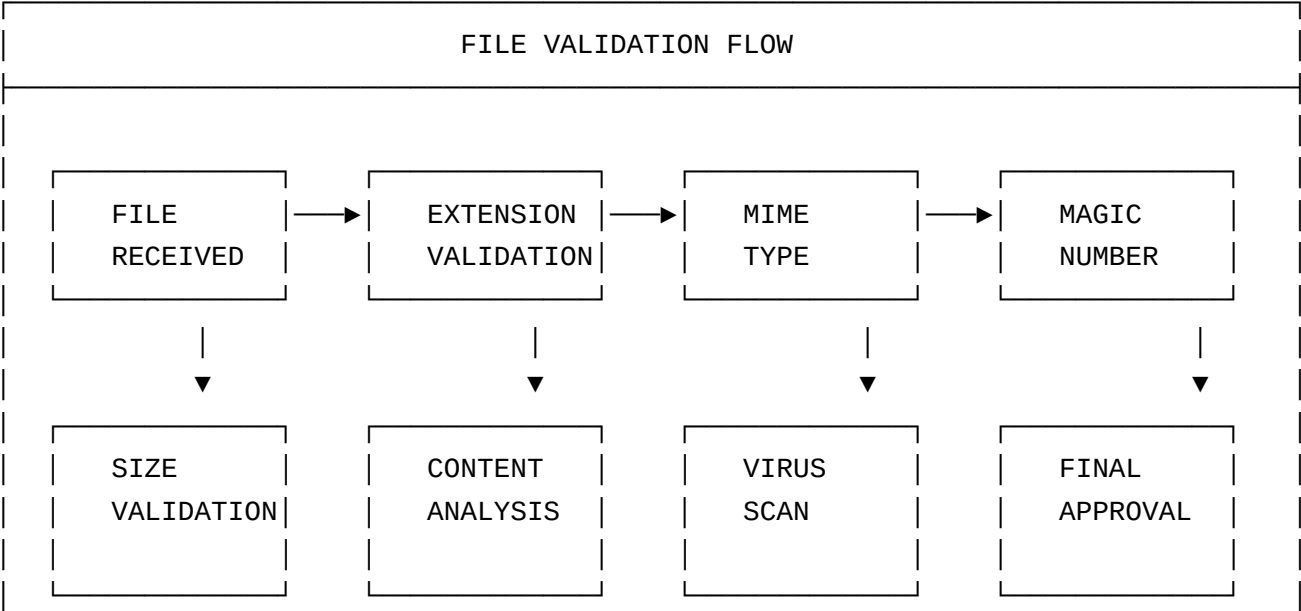 FILE VALIDATION FLOW
FILE
RECEIVED
EXTENSION
VALIDATION
MIME
TYPE
MAGIC
NUMBER
SIZE
VALIDATION
CONTENT
ANALYSIS
VIRUS
SCAN
FINAL
APPROVAL